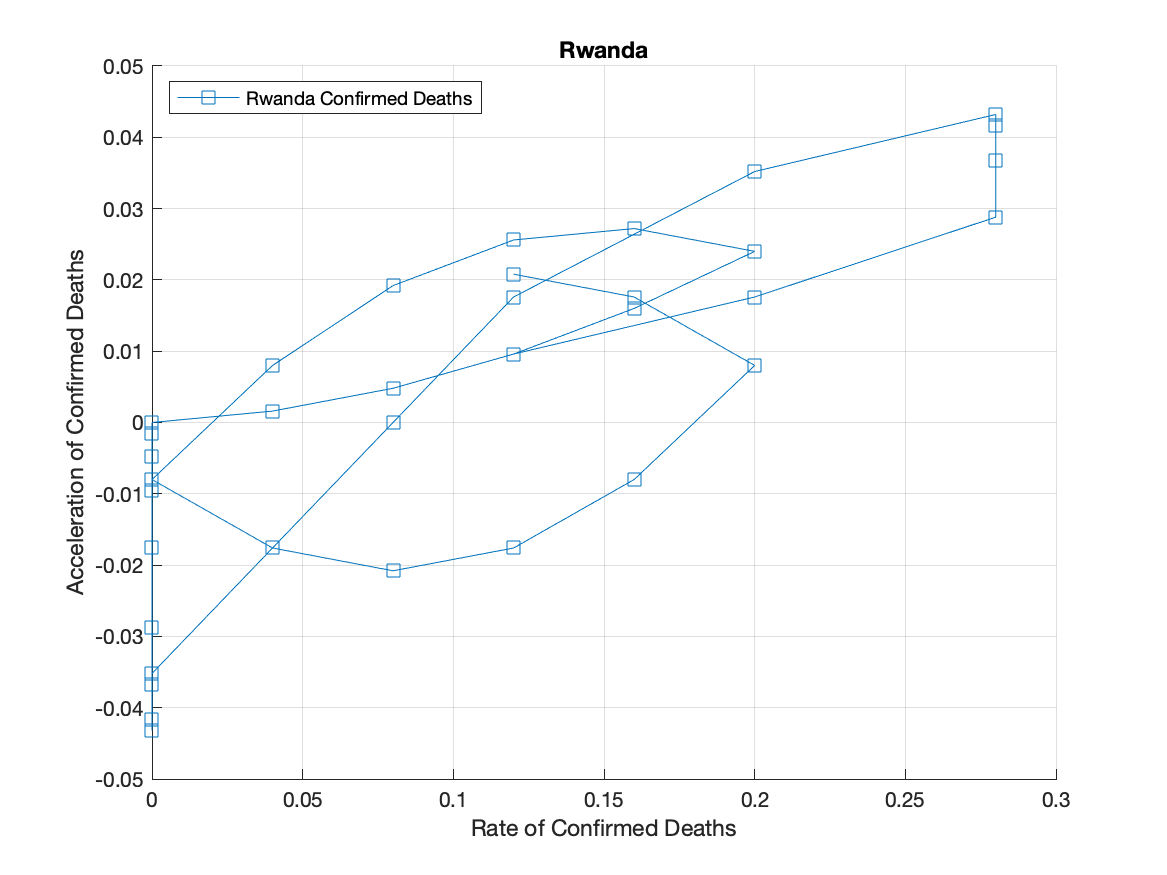 Rwanda
Rwanda Confirmed Deaths
Acceleration of Confirmed Deaths
0.05
0.04
0.03
0.02
0.01
0
-0.01
-0.02
-0.03
-0.04
-0.05
0 0.05 0.1 0.15 0.2 0.25 0.3
Rate of Confirmed Deaths